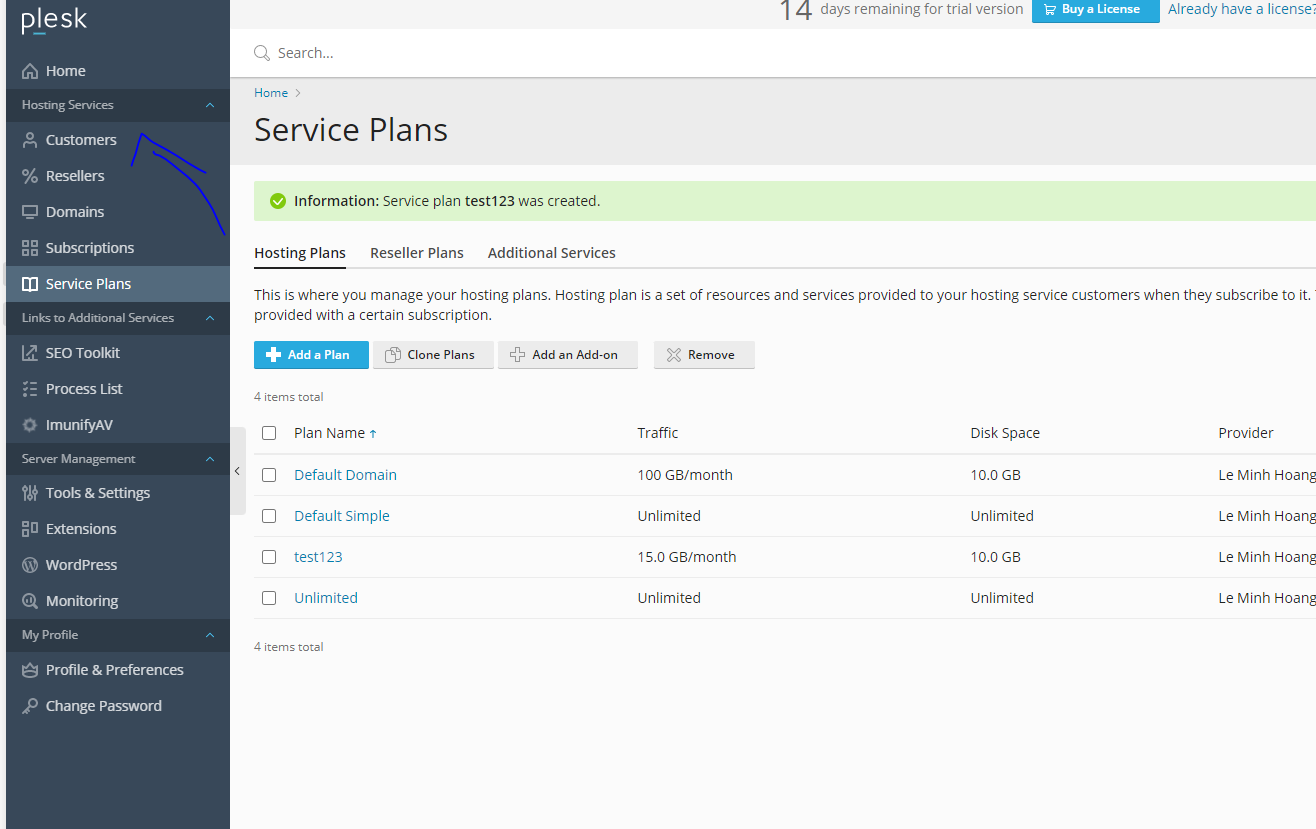 plesk
Home
Hosting Services
Customers
Resellers
Domains
Subscriptions
Service Plans
Links to Additional Services
SEO Toolkit
Process List
ImunifyAV
Server Management
Tools & Settings
Extensions
WordPress
Monitoring
My Profile
Profile & Preferences
Change Password
14 days remaining for trial version Buy a License Already have a license?
Search...
Home >
Service Plans
Information: Service plan test123 was created.
Hosting Plans Reseller Plans Additional Services
This is where you manage your hosting plans. Hosting plan is a set of resources and services provided to your hosting service customers when they subscribe to it.
provided with a certain subscription.
Add a Plan Clone Plans Add an Add-on Remove
4 items total
Plan Name ↑ Traffic Disk Space Provider
Default Domain 100 GB/month 10.0 GB Le Minh Hoang
Default Simple Unlimited Unlimited Le Minh Hoang
test123 15.0 GB/month 10.0 GB Le Minh Hoang
Unlimited Unlimited Unlimited Le Minh Hoang
4 items total